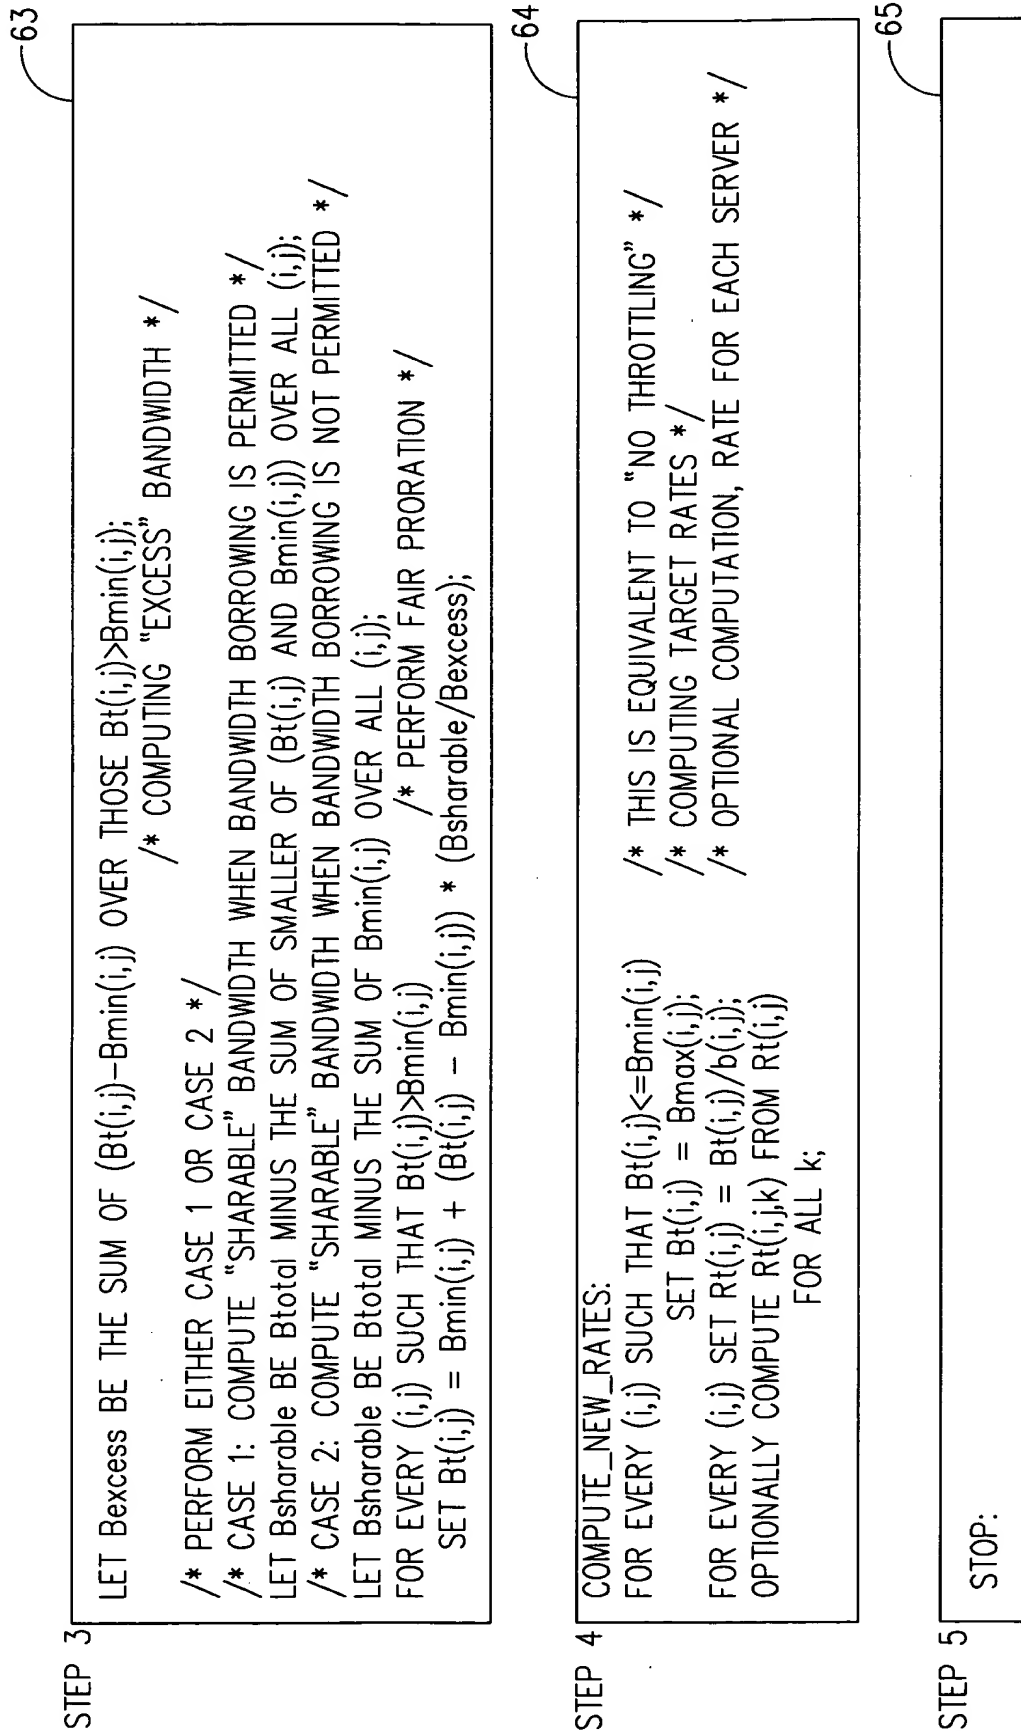 STEP 3
63
LET Bexcess BE THE SUM OF (Bt(i,j)-Bmin(i,j) OVER THOSE Bt(i,j)>Bmin(i,j);
/* COMPUTING "EXCESS" BANDWIDTH */
/* PERFORM EITHER CASE 1 OR CASE 2 */
/* CASE 1: COMPUTE "SHARABLE" BANDWIDTH WHEN BANDWIDTH BORROWING IS PERMITTED */
LET Bsharable BE Btotal MINUS THE SUM OF SMALLER OF (Bt(i,j) AND Bmin(i,j)) OVER ALL (i,j);
/* CASE 2: COMPUTE "SHARABLE" BANDWIDTH WHEN BANDWIDTH BORROWING IS NOT PERMITTED */
LET Bsharable BE Btotal MINUS THE SUM OF Bmin(i,j) OVER ALL (i,j);
FOR EVERY (i,j) SUCH THAT Bt(i,j)>Bmin(i,j) /* PERFORM FAIR PRORATION */
SET Bt(i,j) = Bmin(i,j) + (Bt(i,j) - Bmin(i,j)) * (Bsharable/Bexcess);
STEP 4
64
COMPUTE_NEW_RATES:
FOR EVERY (i,j) SUCH THAT Bt(i,j)<=Bmin(i,j) /* THIS IS EQUIVALENT TO "NO THROTTLING" */
SET Bt(i,j) = Bmax(i,j); /* COMPUTING TARGET RATES */
FOR EVERY (i,j) SET Rt(i,j) = Bt(i,j)/b(i,j); /* OPTIONAL COMPUTATION, RATE FOR EACH SERVER */
OPTIONALLY COMPUTE Rt(i,j,k) FROM Rt(i,j)
FOR ALL k;
STEP 5
65
STOP: